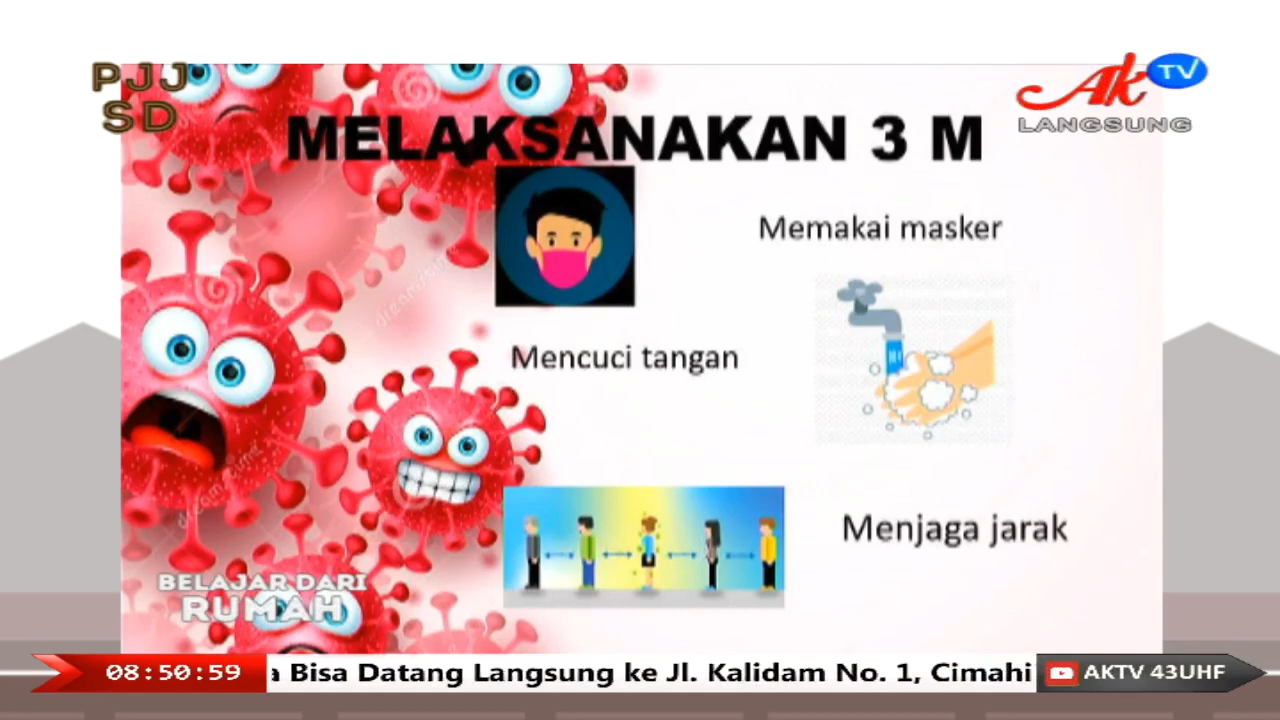 PJJ
SD
Ak TV
LANGSUNG
MELAKSANAKAN 3 M
Memakai masker
Mencuci tangan
Menjaga jarak
BELAJAR DARI
RUMAH
08:50:59
a Bisa Datang Langsung ke Jl. Kalidam No. 1, Cimahi
AKTV 43UHF